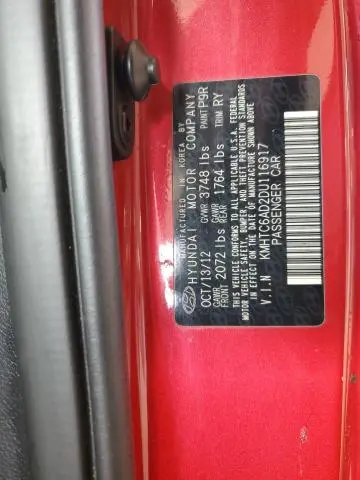 MANUFACTURED IN KOREA BY
HYUNDAI MOTOR COMPANY
OCT/13/12 GVWR 3748 lbs PAINT P9R
GAWR FRONT 2072 lbs GAWR REAR 1764 lbs TRIM RY
THIS VEHICLE CONFORMS TO ALL APPLICABLE U.S.A. FEDERAL
MOTOR VEHICLE SAFETY, BUMPER, AND THEFT PREVENTION STANDARDS
IN EFFECT ON THE DATE OF MANUFACTURE SHOWN ABOVE.
V.I.N KMHTC6AD2DU116917
PASSENGER CAR